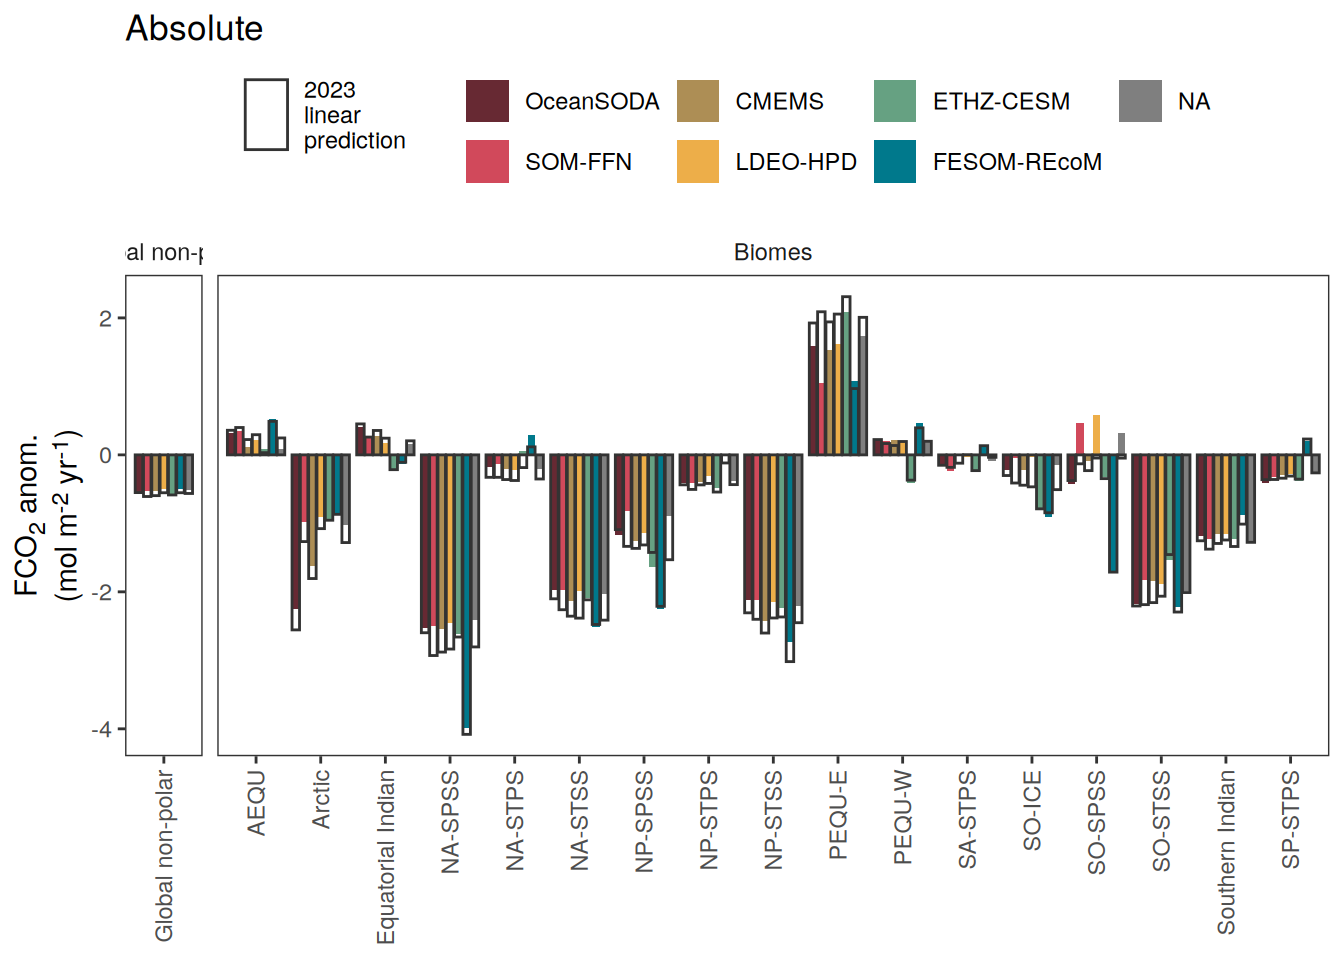 Absolute
2023
linear
prediction
OceanSODA
CMEMS
ETHZ-CESM
NA
SOM-FFN
LDEO-HPD
FESOM-REcoM
al non-
Biomes
2
0
-2
-4
FCO₂ anom.
(mol m⁻² yr⁻¹)
Global non-polar
AEQU
Arctic
Equatorial Indian
NA-SPSS
NA-STPS
NA-STSS
NP-SPSS
NP-STPS
NP-STSS
PEQU-E
PEQU-W
SA-STPS
SO-ICE
SO-SPSS
SO-STSS
Southern Indian
SP-STPS